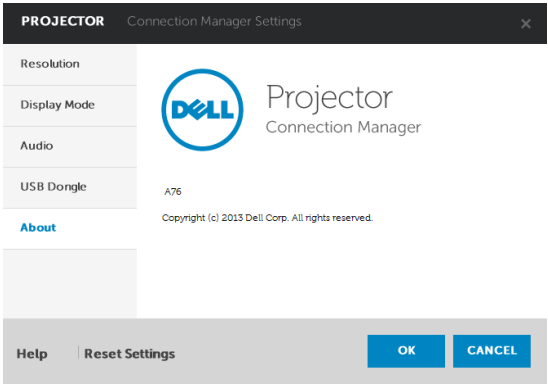 PROJECTOR Connection Manager Settings ×
Resolution
Display Mode
Audio
USB Dongle
About
DELL
Projector
Connection Manager
A76
Copyright (c) 2013 Dell Corp. All rights reserved.
Help Reset Settings OK CANCEL